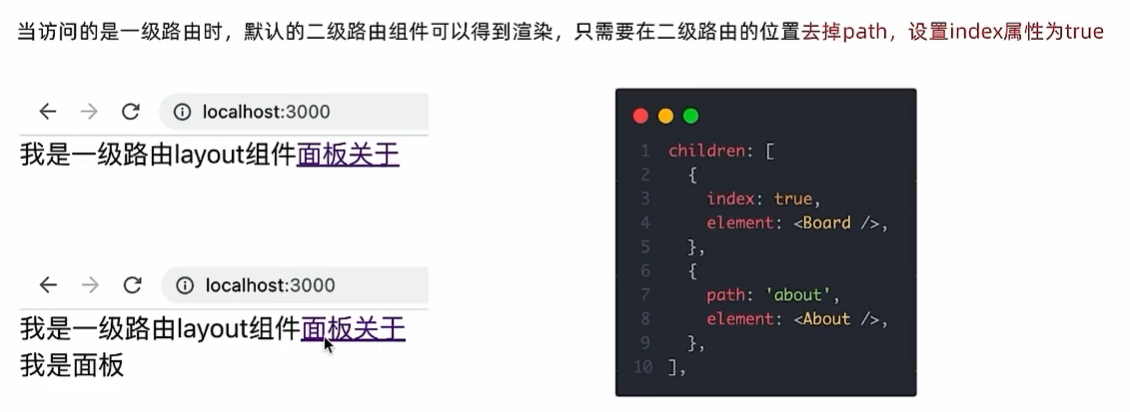 当访问的是一级路由时，默认的二级路由组件可以得到渲染，只需要在二级路由的位置去掉path，设置index属性为true
localhost:3000
我是一级路由layout组件面板关于
localhost:3000
我是一级路由layout组件面板关于
我是面板
1 children: [
2   {
3     index: true,
4     element: <Board />,
5   },
6   {
7     path: 'about',
8     element: <About />,
9   },
10 ],